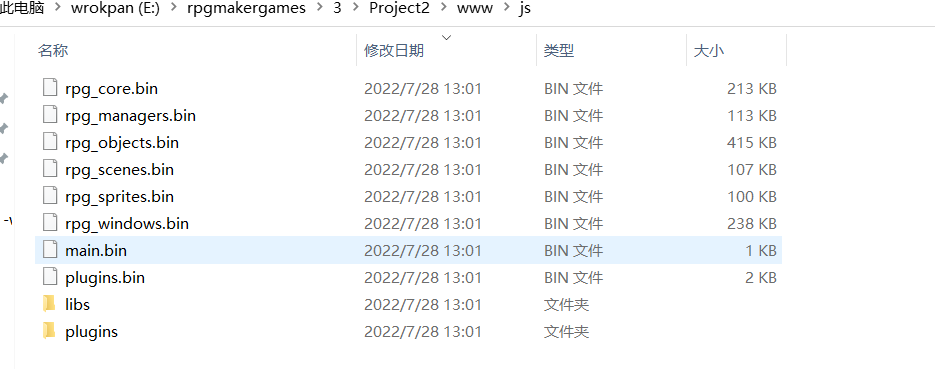 此电脑 > wrokpan (E:) > rpgmakergames > 3 > Project2 > www > js
名称 修改日期 类型 大小
rpg_core.bin 2022/7/28 13:01 BIN 文件 213 KB
rpg_managers.bin 2022/7/28 13:01 BIN 文件 113 KB
rpg_objects.bin 2022/7/28 13:01 BIN 文件 415 KB
rpg_scenes.bin 2022/7/28 13:01 BIN 文件 107 KB
rpg_sprites.bin 2022/7/28 13:01 BIN 文件 100 KB
rpg_windows.bin 2022/7/28 13:01 BIN 文件 238 KB
main.bin 2022/7/28 13:01 BIN 文件 1 KB
plugins.bin 2022/7/28 13:01 BIN 文件 2 KB
libs 2022/7/28 13:01 文件夹
plugins 2022/7/28 13:01 文件夹